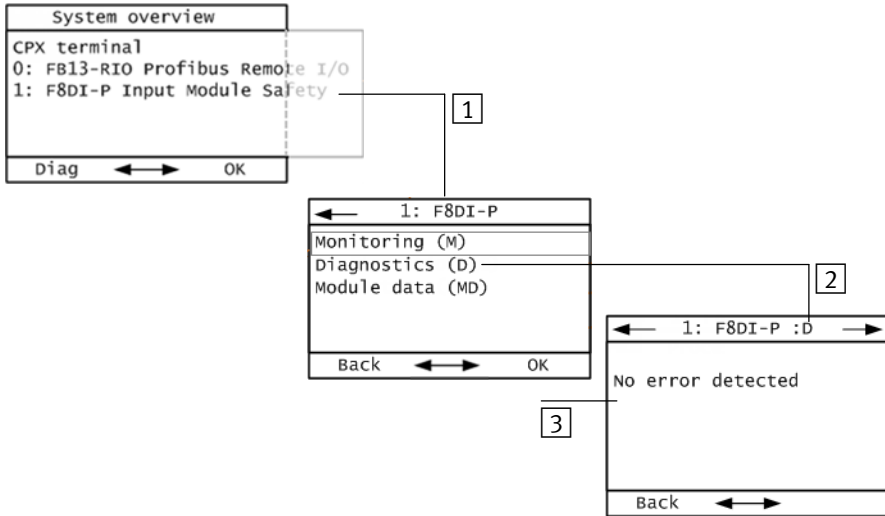 System overview
CPX terminal
0: FB13-RIO Profibus Remote I/O
1: F8DI-P Input Module Safety
Diag OK
1
1: F8DI-P
Monitoring (M)
Diagnostics (D)
Module data (MD)
Back OK
2
1: F8DI-P :D
No error detected
3
Back